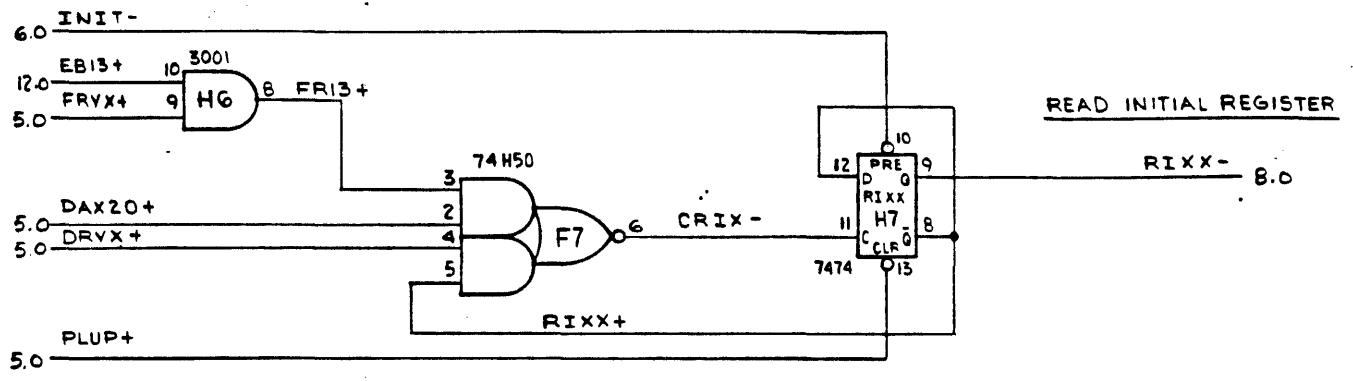 INIT-
6.0
EB13+
12.0
FRYX+
5.0
10
9
3001
H6
8
FR13+
74H50
3
2
4
5
DAX20+
5.0
DRYX+
5.0
F7
6
CRIX-
RIXX+
PLUP+
5.0
10
12
PRE
9
D
Q
RIXX
H7
11
C
Q̅
8
CLR
7474
13
READ INITIAL REGISTER
RIXX-
8.0